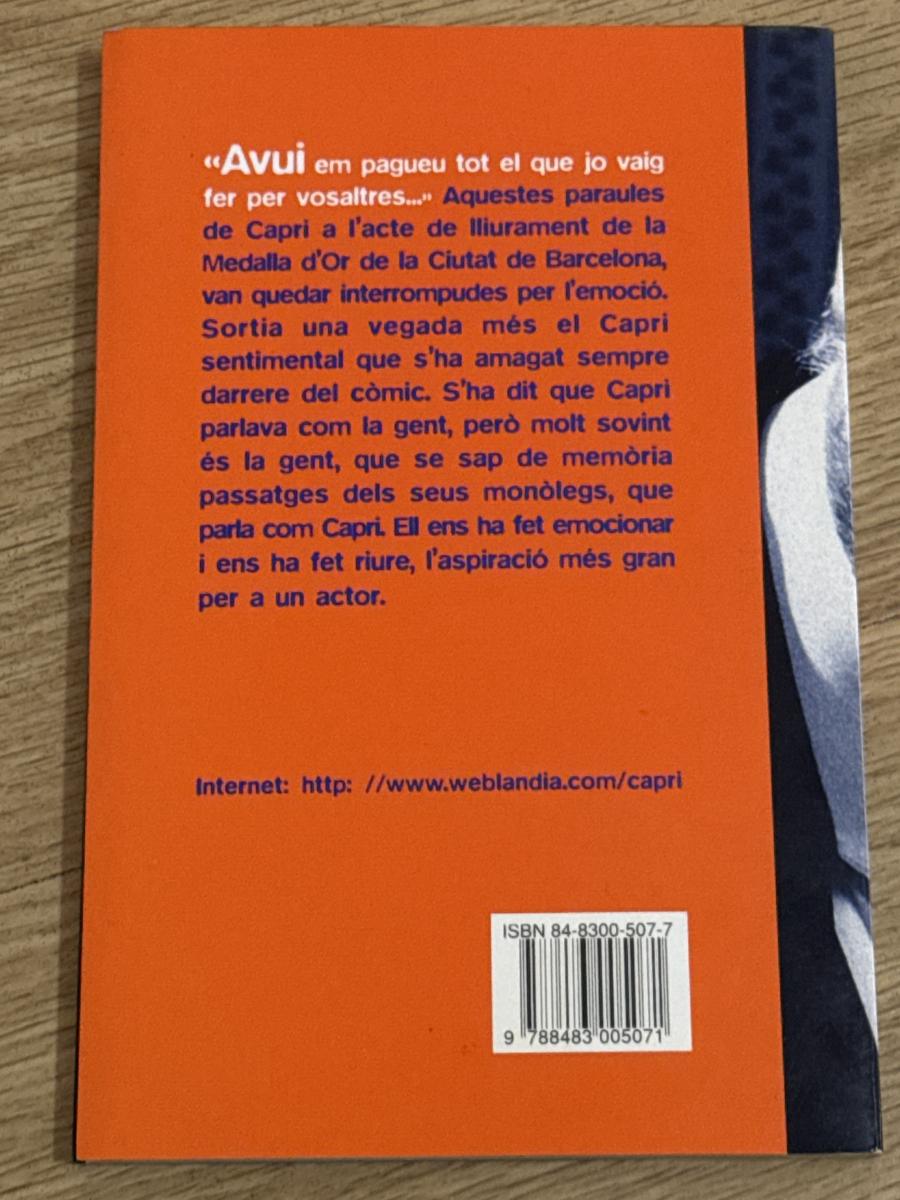 «Avui em pagueu tot el que jo vaig
fer per vosaltres...» Aquestes paraules
de Capri a l'acte de lliurament de la
Medalla d'Or de la Ciutat de Barcelona,
van quedar interrompudes per l'emoció.
Sortia una vegada més el Capri
sentimental que s'ha amagat sempre
darrere del còmic. S'ha dit que Capri
parlava com la gent, però molt sovint
és la gent, que se sap de memòria
passatges dels seus monòlegs, que
parla com Capri. Ell ens ha fet emocionar
i ens ha fet riure, l'aspiració més gran
per a un actor.
Internet: http: //www.weblandia.com/capri
ISBN 84-8300-507-7
9 788483 005071